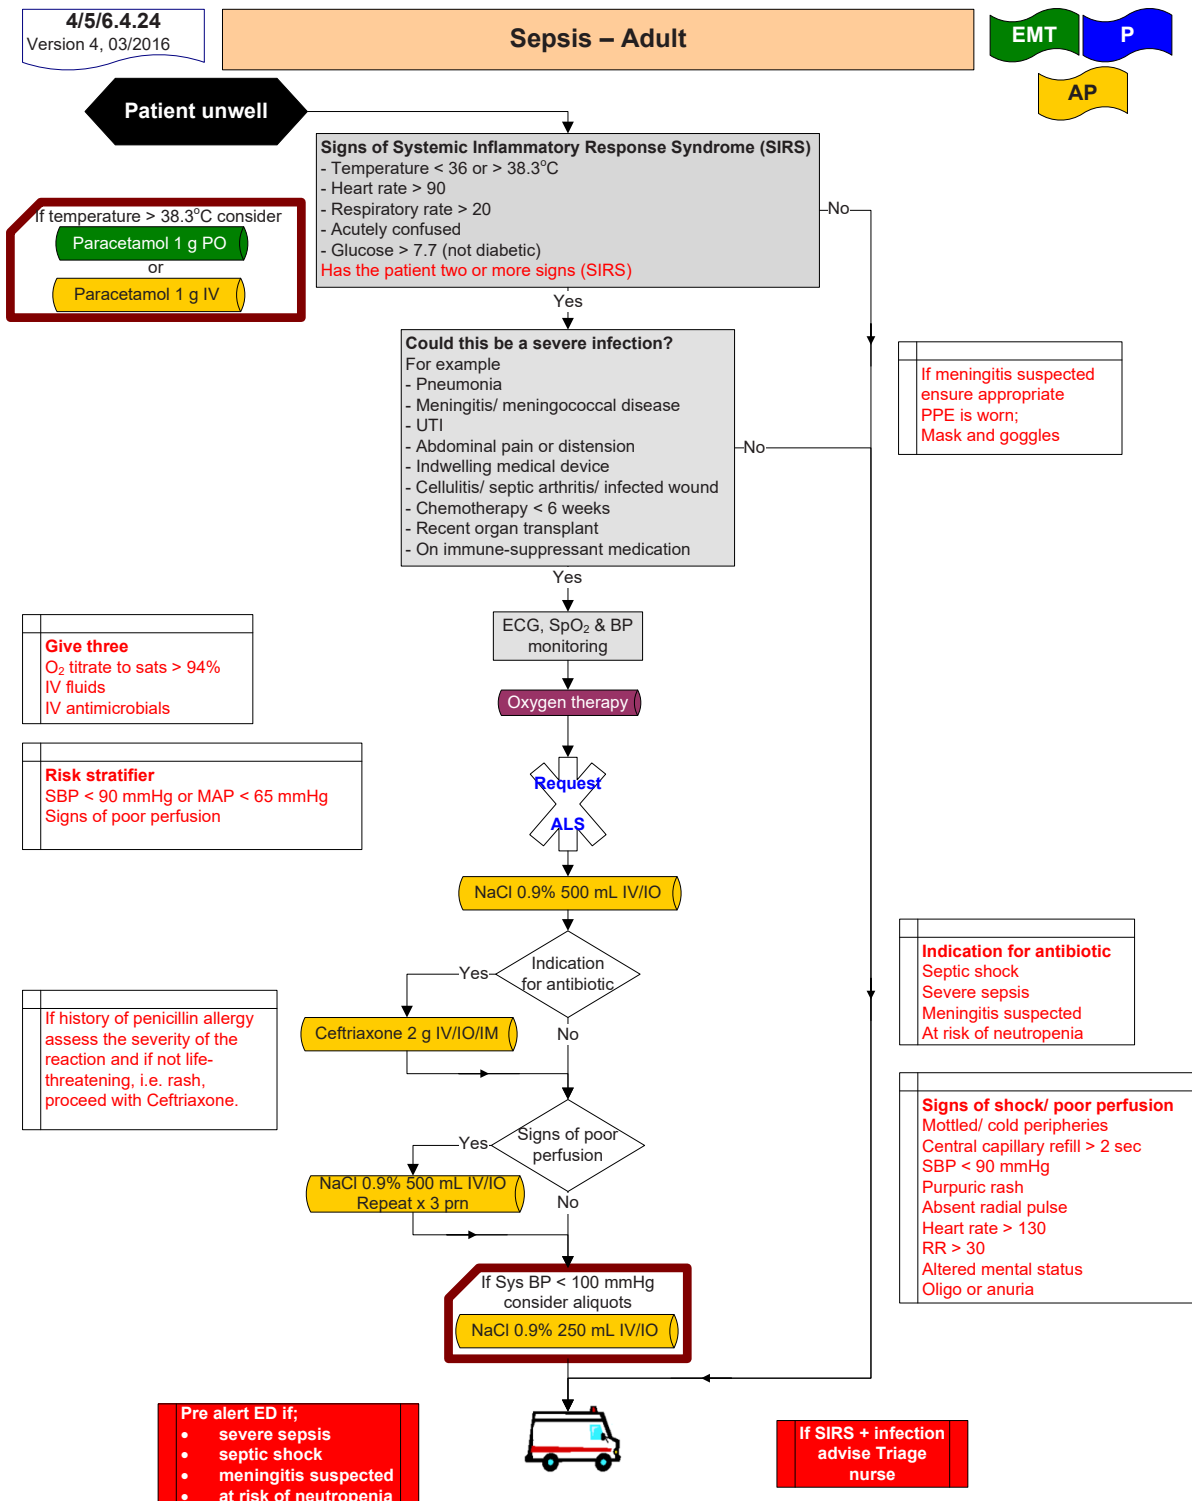 4/5/6.4.24
Version 4, 03/2016
Sepsis – Adult
EMT
P
AP
Patient unwell
Signs of Systemic Inflammatory Response Syndrome (SIRS)
- Temperature < 36 or > 38.3°C
- Heart rate > 90
- Respiratory rate > 20
- Acutely confused
- Glucose > 7.7 (not diabetic)
Has the patient two or more signs (SIRS)
No
If temperature > 38.3°C consider
Paracetamol 1 g PO
or
Paracetamol 1 g IV
Yes
Could this be a severe infection?
For example
- Pneumonia
- Meningitis/ meningococcal disease
- UTI
- Abdominal pain or distension
- Indwelling medical device
- Cellulitis/ septic arthritis/ infected wound
- Chemotherapy < 6 weeks
- Recent organ transplant
- On immune-suppressant medication
No
If meningitis suspected
ensure appropriate
PPE is worn;
Mask and goggles
Yes
ECG, SpO₂ & BP
monitoring
Give three
O₂ titrate to sats > 94%
IV fluids
IV antimicrobials
Oxygen therapy
Risk stratifier
SBP < 90 mmHg or MAP < 65 mmHg
Signs of poor perfusion
Request
ALS
NaCl 0.9% 500 mL IV/IO
Indication
for antibiotic
Yes
No
Ceftriaxone 2 g IV/IO/IM
If history of penicillin allergy
assess the severity of the
reaction and if not life-
threatening, i.e. rash,
proceed with Ceftriaxone.
Indication for antibiotic
Septic shock
Severe sepsis
Meningitis suspected
At risk of neutropenia
Signs of poor
perfusion
Yes
No
NaCl 0.9% 500 mL IV/IO
Repeat x 3 prn
Signs of shock/ poor perfusion
Mottled/ cold peripheries
Central capillary refill > 2 sec
SBP < 90 mmHg
Purpuric rash
Absent radial pulse
Heart rate > 130
RR > 30
Altered mental status
Oligo or anuria
If Sys BP < 100 mmHg
consider aliquots
NaCl 0.9% 250 mL IV/IO
Pre alert ED if;
• severe sepsis
• septic shock
• meningitis suspected
• at risk of neutropenia
If SIRS + infection
advise Triage
nurse